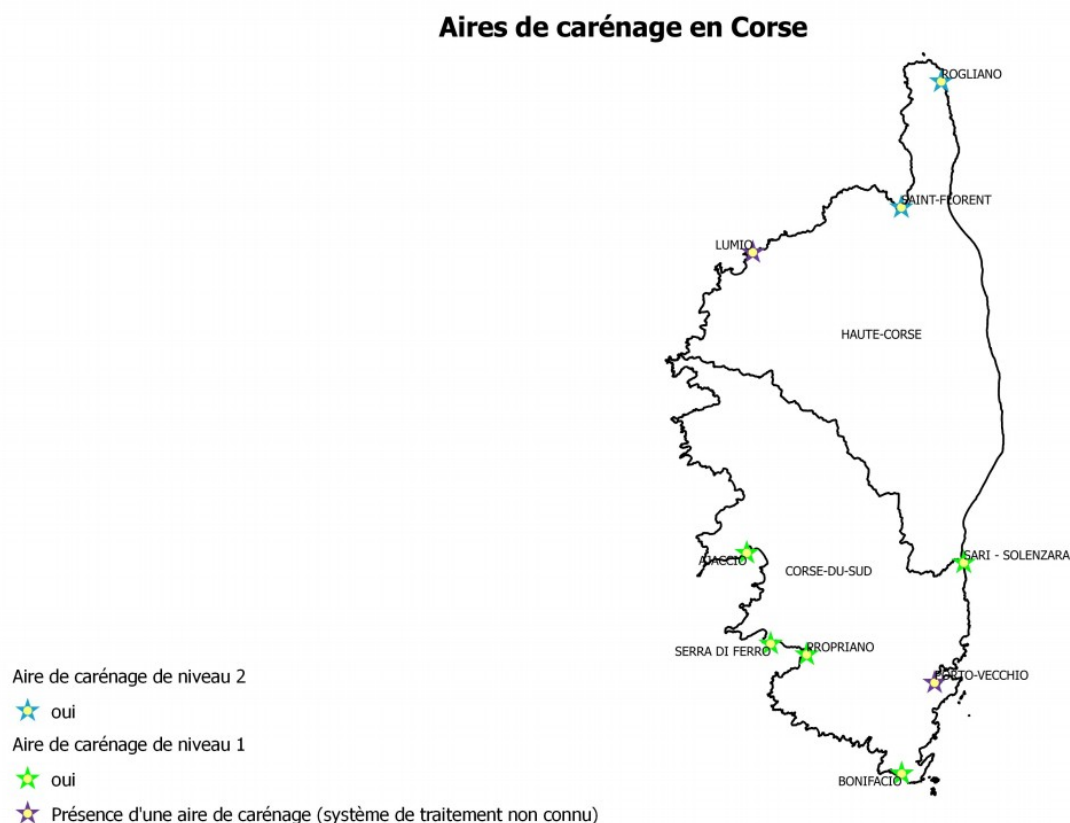 Aires de carénage en Corse
ROGLIANO
SAINT-FLORENT
LUMIO
HAUTE-CORSE
AJACCIO
CORSE-DU-SUD
SARI - SOLENZARA
SERRA DI FERRO
PROPRIANO
PORTO-VECCHIO
BONIFACIO
Aire de carénage de niveau 2
oui
Aire de carénage de niveau 1
oui
Présence d'une aire de carénage (système de traitement non connu)